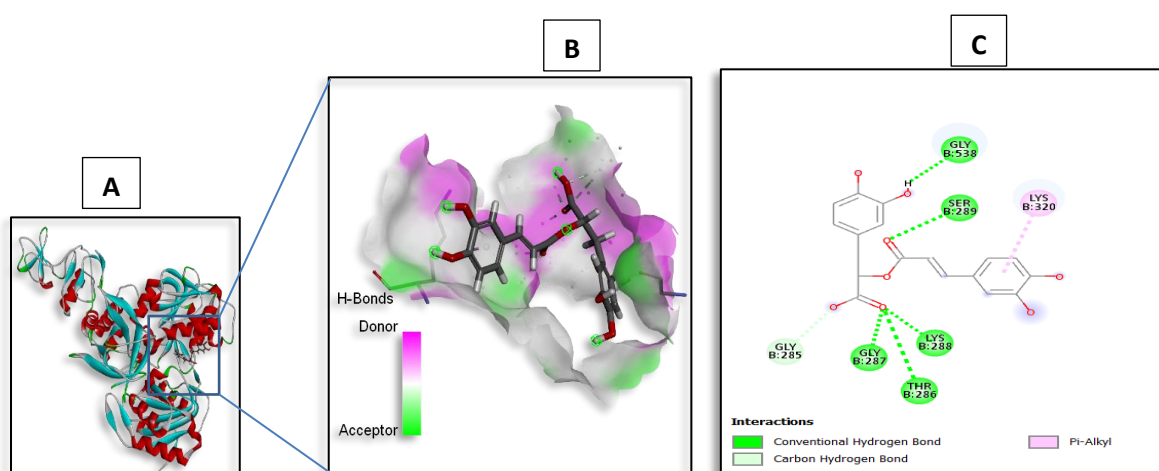 A
B
C
H-Bonds
Donor
Acceptor
H
GLY
B:538
SER
B:289
LYS
B:320
O
O
O
O
O
O
O
O
GLY
B:285
GLY
B:287
LYS
B:288
THR
B:286
Interactions
Conventional Hydrogen Bond
Carbon Hydrogen Bond
Pi-Alkyl